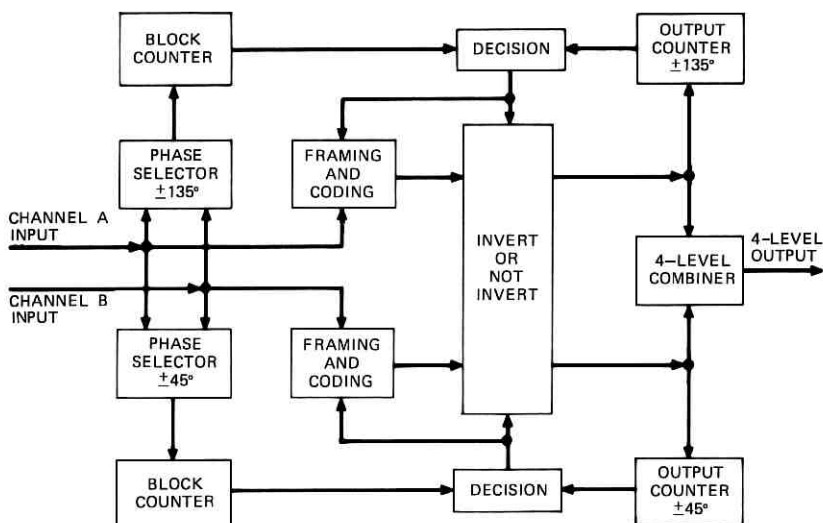 BLOCK
COUNTER
DECISION
OUTPUT
COUNTER
±135°
PHASE
SELECTOR
±135°
FRAMING
AND
CODING
CHANNEL A
INPUT
INVERT
OR
NOT
INVERT
4-LEVEL
COMBINER
4-LEVEL
OUTPUT
CHANNEL B
INPUT
PHASE
SELECTOR
±45°
FRAMING
AND
CODING
BLOCK
COUNTER
DECISION
OUTPUT
COUNTER
±45°